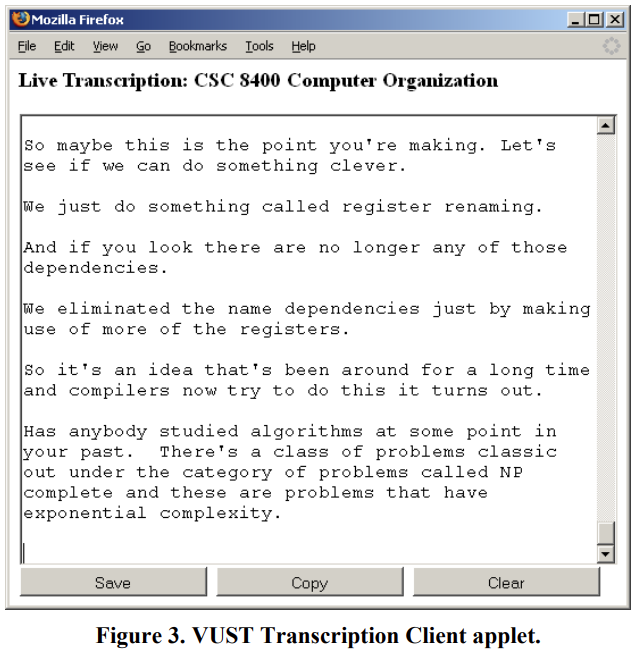 Mozilla Firefox
File Edit View Go Bookmarks Tools Help
Live Transcription: CSC 8400 Computer Organization
So maybe this is the point you're making. Let's
see if we can do something clever.
We just do something called register renaming.
And if you look there are no longer any of those
dependencies.
We eliminated the name dependencies just by making
use of more of the registers.
So it's an idea that's been around for a long time
and compilers now try to do this it turns out.
Has anybody studied algorithms at some point in
your past.  There's a class of problems classic
out under the category of problems called NP
complete and these are problems that have
exponential complexity.
Save Copy Clear
Figure 3. VUST Transcription Client applet.